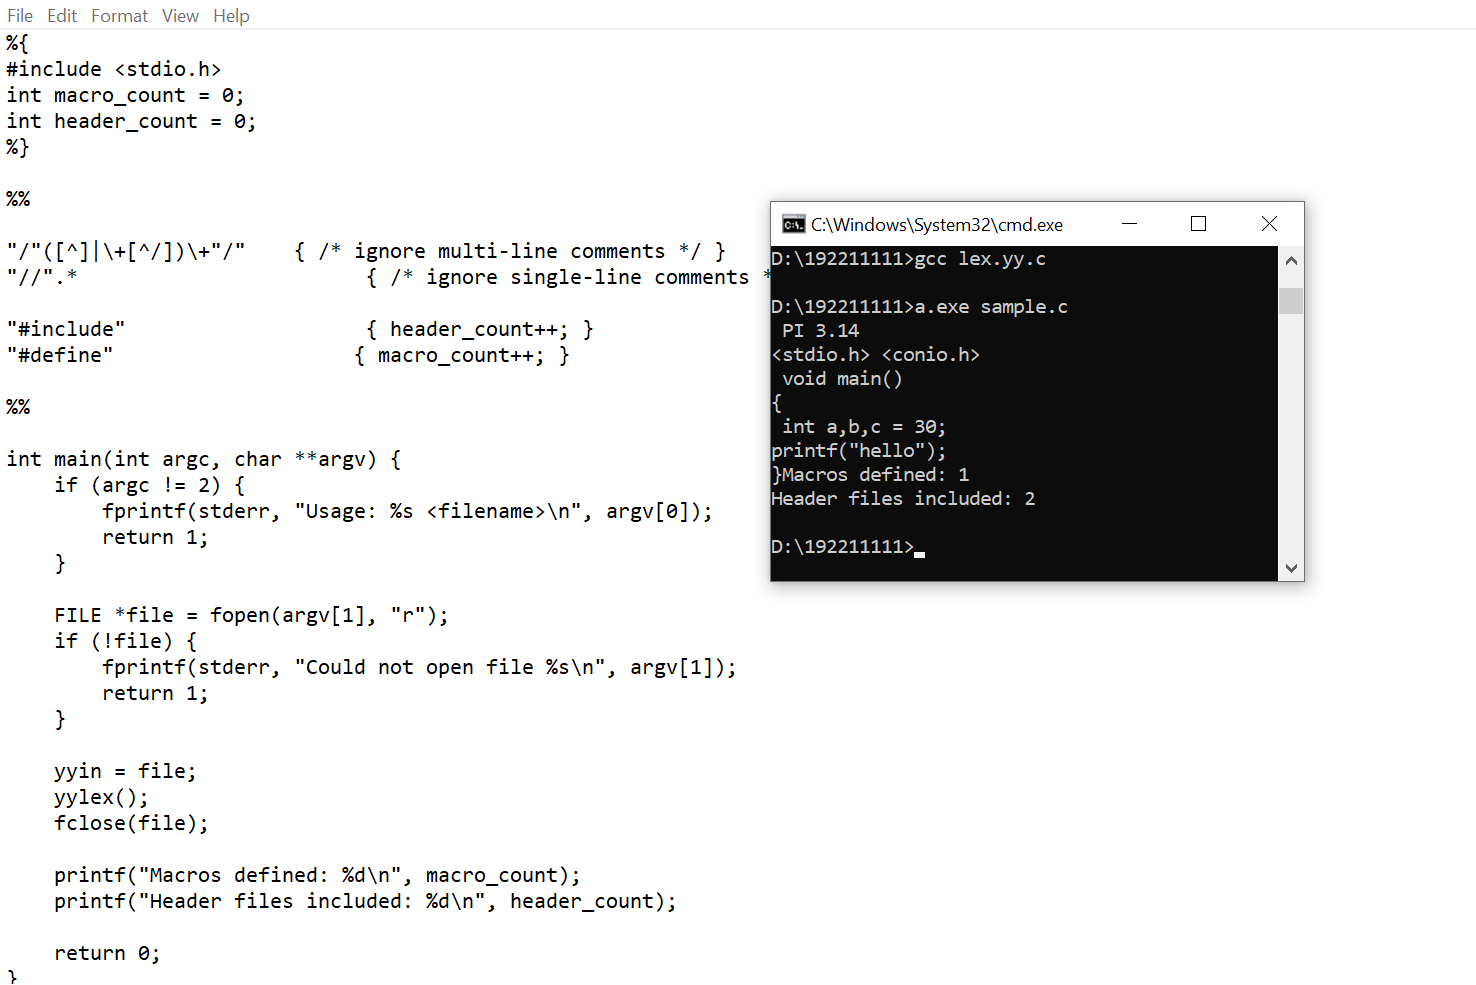 File Edit Format View Help
%{
#include <stdio.h>
int macro_count = 0;
int header_count = 0;
%}
%%
"/"([^]|\+[^/])\+"/"    { /* ignore multi-line comments */ }
"//".*                        { /* ignore single-line comments *
"#include"                    { header_count++; }
"#define"                    { macro_count++; }
%%
int main(int argc, char **argv) {
    if (argc != 2) {
        fprintf(stderr, "Usage: %s <filename>\n", argv[0]);
        return 1;
    }
    FILE *file = fopen(argv[1], "r");
    if (!file) {
        fprintf(stderr, "Could not open file %s\n", argv[1]);
        return 1;
    }
    yyin = file;
    yylex();
    fclose(file);
    printf("Macros defined: %d\n", macro_count);
    printf("Header files included: %d\n", header_count);
    return 0;
}
C:\Windows\System32\cmd.exe
D:\192211111>gcc lex.yy.c
D:\192211111>a.exe sample.c
 PI 3.14
<stdio.h> <conio.h>
 void main()
{
 int a,b,c = 30;
printf("hello");
}Macros defined: 1
Header files included: 2
D:\192211111>